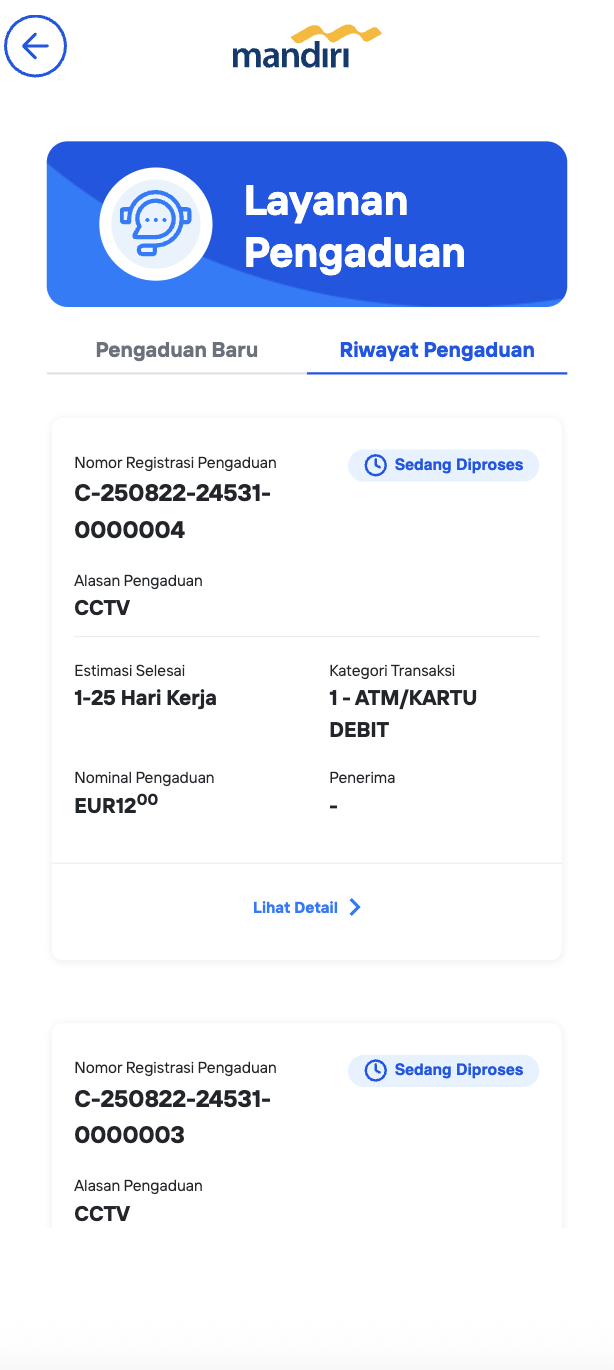 mandiri
Layanan
Pengaduan
Pengaduan Baru
Riwayat Pengaduan
Nomor Registrasi Pengaduan
Sedang Diproses
C-250822-24531-
0000004
Alasan Pengaduan
CCTV
Estimasi Selesai
Kategori Transaksi
1-25 Hari Kerja
1 - ATM/KARTU
DEBIT
Nominal Pengaduan
Penerima
EUR12⁰⁰
-
Lihat Detail
Nomor Registrasi Pengaduan
Sedang Diproses
C-250822-24531-
0000003
Alasan Pengaduan
CCTV